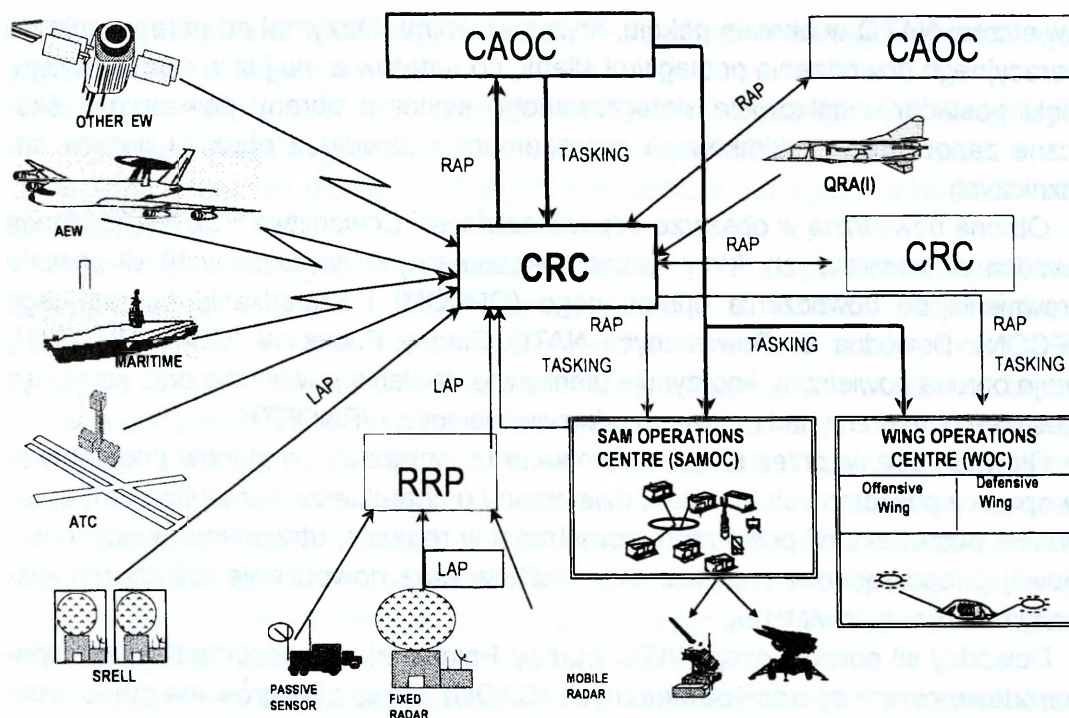 CAOC
CAOC
OTHER EW
RAP
TASKING
RAP
QRA(I)
AEW
CRC
RAP
CRC
MARITIME
LAP
LAP
TASKING
RAP
TASKING
TASKING
RAP
ATC
RRP
LAP
SAM OPERATIONS
CENTRE (SAMOC)
WING OPERATIONS
CENTRE (WOC)
Offensive
Wing
Defensive
Wing
SRELL
PASSIVE
SENSOR
FIXED
RADAR
MOBILE
RADAR